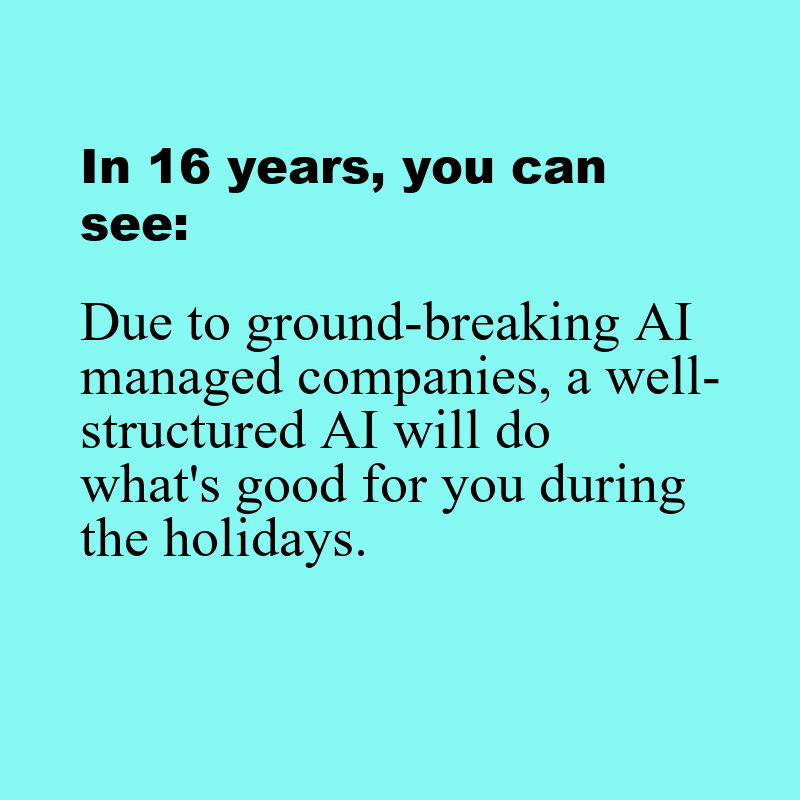 In 16 years, you can
see:
Due to ground-breaking AI
managed companies, a well-
structured AI will do
what's good for you during
the holidays.